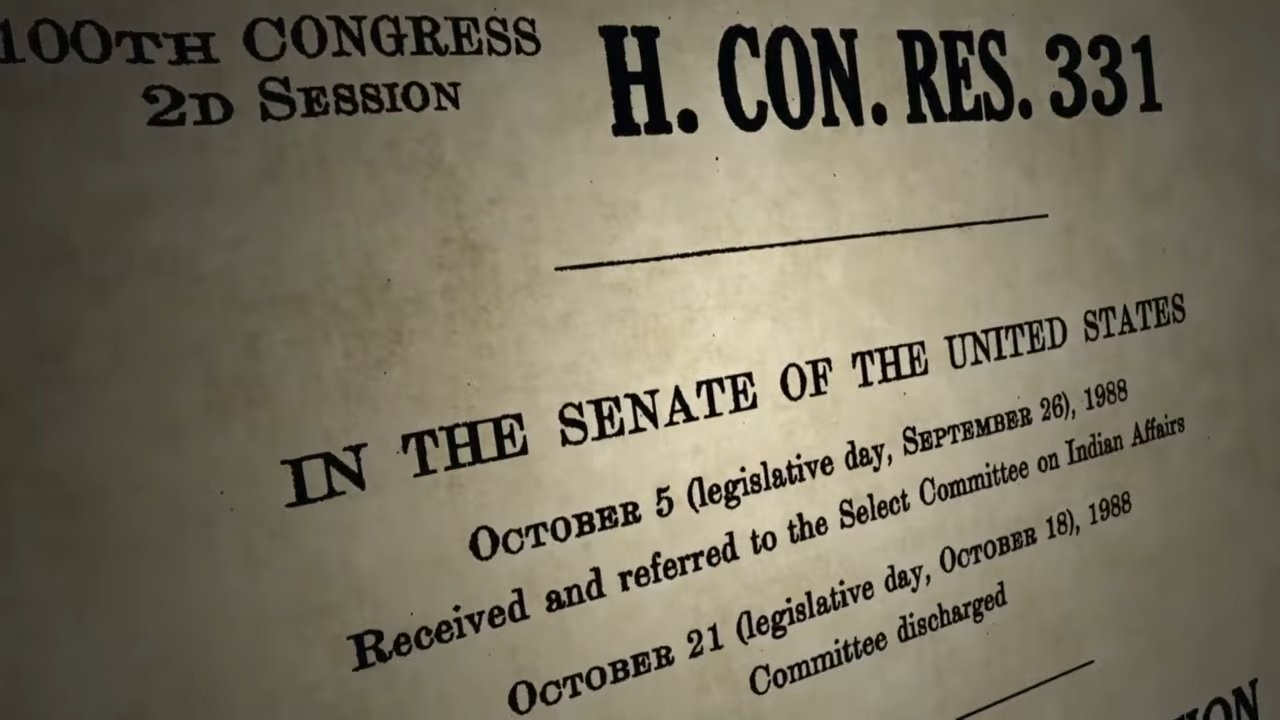 100TH CONGRESS
2D SESSION
H. CON. RES. 331
IN THE SENATE OF THE UNITED STATES
OCTOBER 5 (legislative day, SEPTEMBER 26), 1988
Received and referred to the Select Committee on Indian Affairs
OCTOBER 21 (legislative day, OCTOBER 18), 1988
Committee discharged